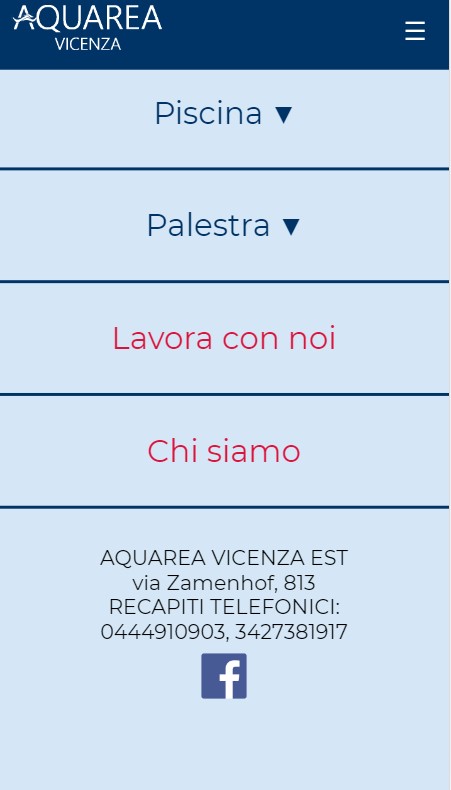 AQUAREA
VICENZA
☰
Piscina ▼
Palestra ▼
Lavora con noi
Chi siamo
AQUAREA VICENZA EST
via Zamenhof, 813
RECAPITI TELEFONICI:
0444910903, 3427381917